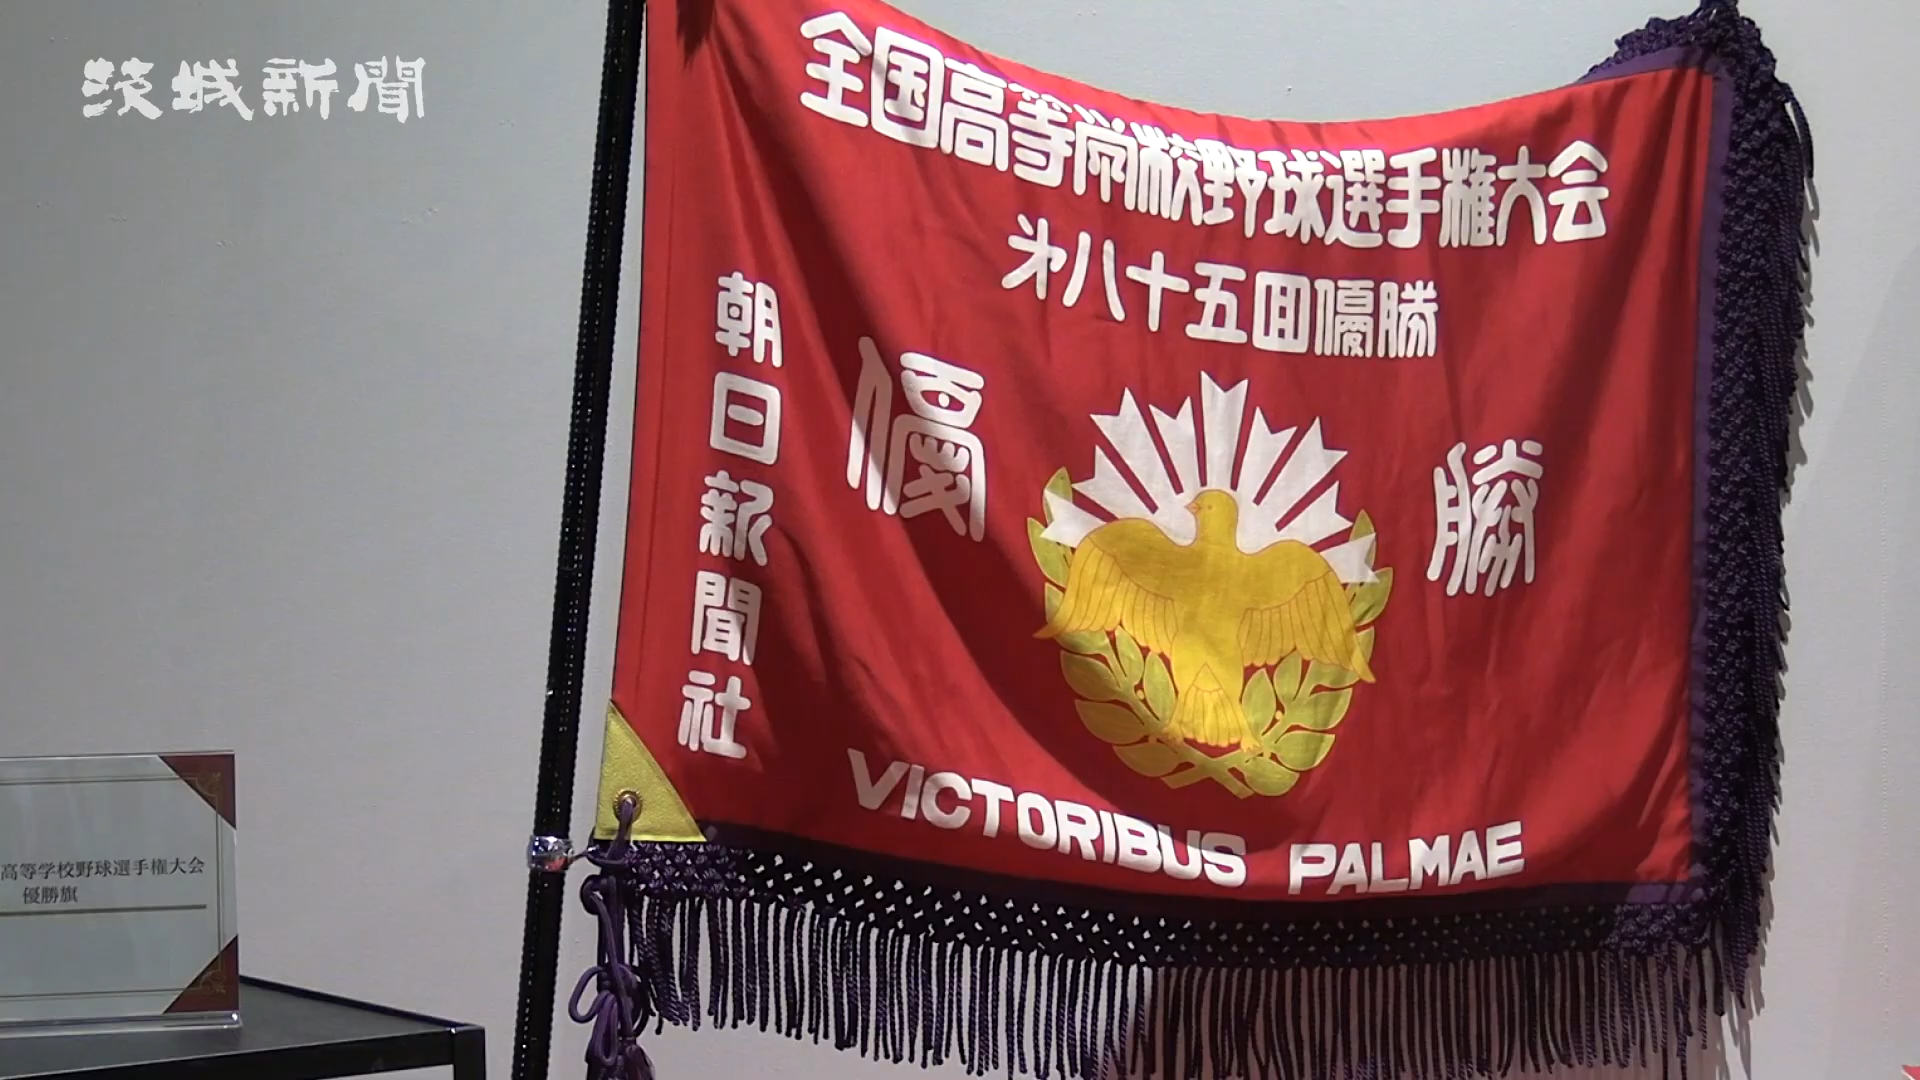 茨城新聞
全国高等学校野球選手権大会
第八十五回優勝
優勝
朝日新聞社
VICTORIBUS PALMAE
高等学校野球選手権大会
優勝旗